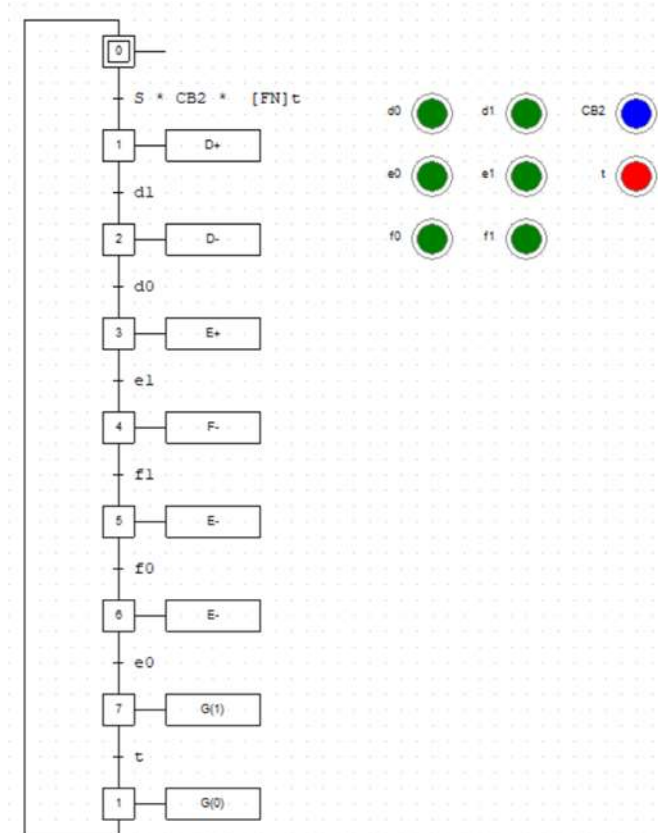 0
S * CB2 * [FN]t
d0 d1 CB2
1 D+
e0 e1 t
d1
2 D-
f0 f1
d0
3 E+
e1
4 F-
f1
5 E-
f0
6 E-
e0
7 G(1)
t
1 G(0)